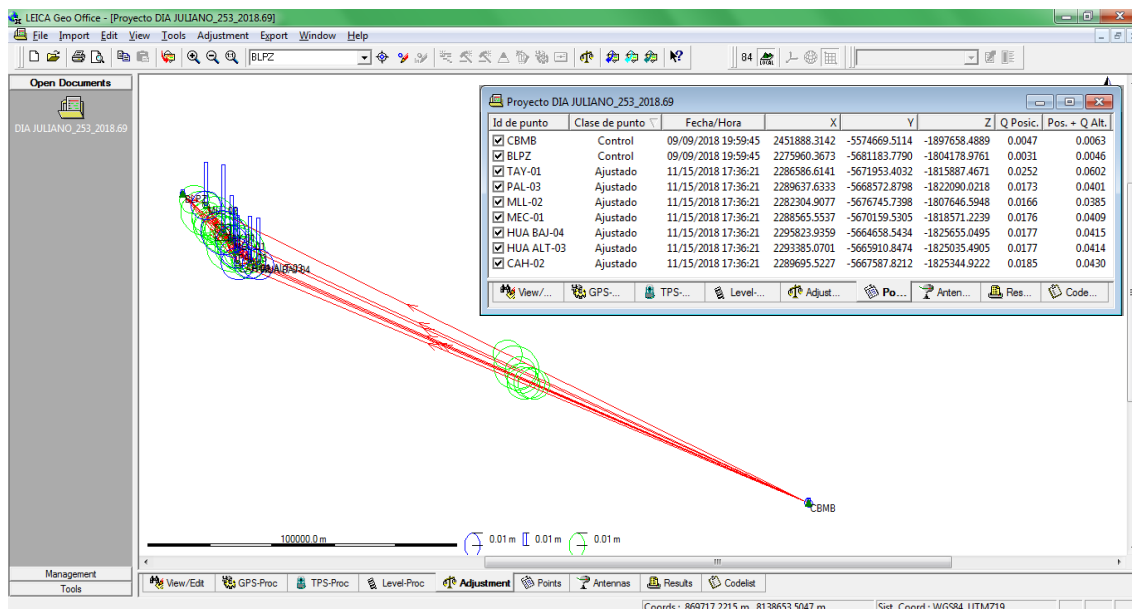 LEICA Geo Office - [Proyecto DIA JULIANO_253_2018.69]
File Import Edit View Tools Adjustment Export Window Help
BLPZ
84
LOCAL
Open Documents
DIA JULIANO_253_2018.69
Proyecto DIA JULIANO_253_2018.69
Id de punto Clase de punto Fecha/Hora X Y Z Q Posic. Pos. + Q Alt.
CBMB Control 09/09/2018 19:59:45 2451888.3142 -5574669.5114 -1897658.4889 0.0047 0.0063
BLPZ Control 09/09/2018 19:59:45 2275960.3673 -5681183.7790 -1804178.9761 0.0031 0.0046
TAY-01 Ajustado 11/15/2018 17:36:21 2286586.6141 -5671953.4032 -1815887.4671 0.0252 0.0602
PAL-03 Ajustado 11/15/2018 17:36:21 2289637.6333 -5668572.8798 -1822090.0218 0.0173 0.0401
MLL-02 Ajustado 11/15/2018 17:36:21 2282304.9077 -5676745.7398 -1807646.5948 0.0166 0.0385
MEC-01 Ajustado 11/15/2018 17:36:21 2288565.5537 -5670159.5305 -1818571.2239 0.0176 0.0409
HUA BAJ-04 Ajustado 11/15/2018 17:36:21 2295823.9359 -5664658.5434 -1825655.0495 0.0177 0.0415
HUA ALT-03 Ajustado 11/15/2018 17:36:21 2293385.0701 -5665910.8474 -1825035.4905 0.0177 0.0414
CAH-02 Ajustado 11/15/2018 17:36:21 2289695.5227 -5667587.8212 -1825344.9222 0.0185 0.0430
View/... GPS-... TPS-... Level-... Adjust... Po... Anten... Res... Code...
BLPZ
CBMB
100000.0 m 0.01 m 0.01 m 0.01 m
Management
Tools
View/Edit GPS-Proc TPS-Proc Level-Proc Adjustment Points Antennas Results Codelist
Coords.: 869717.2215 m, 8138653.5047 m Sist. Coord.: WGS84_UTMZ19